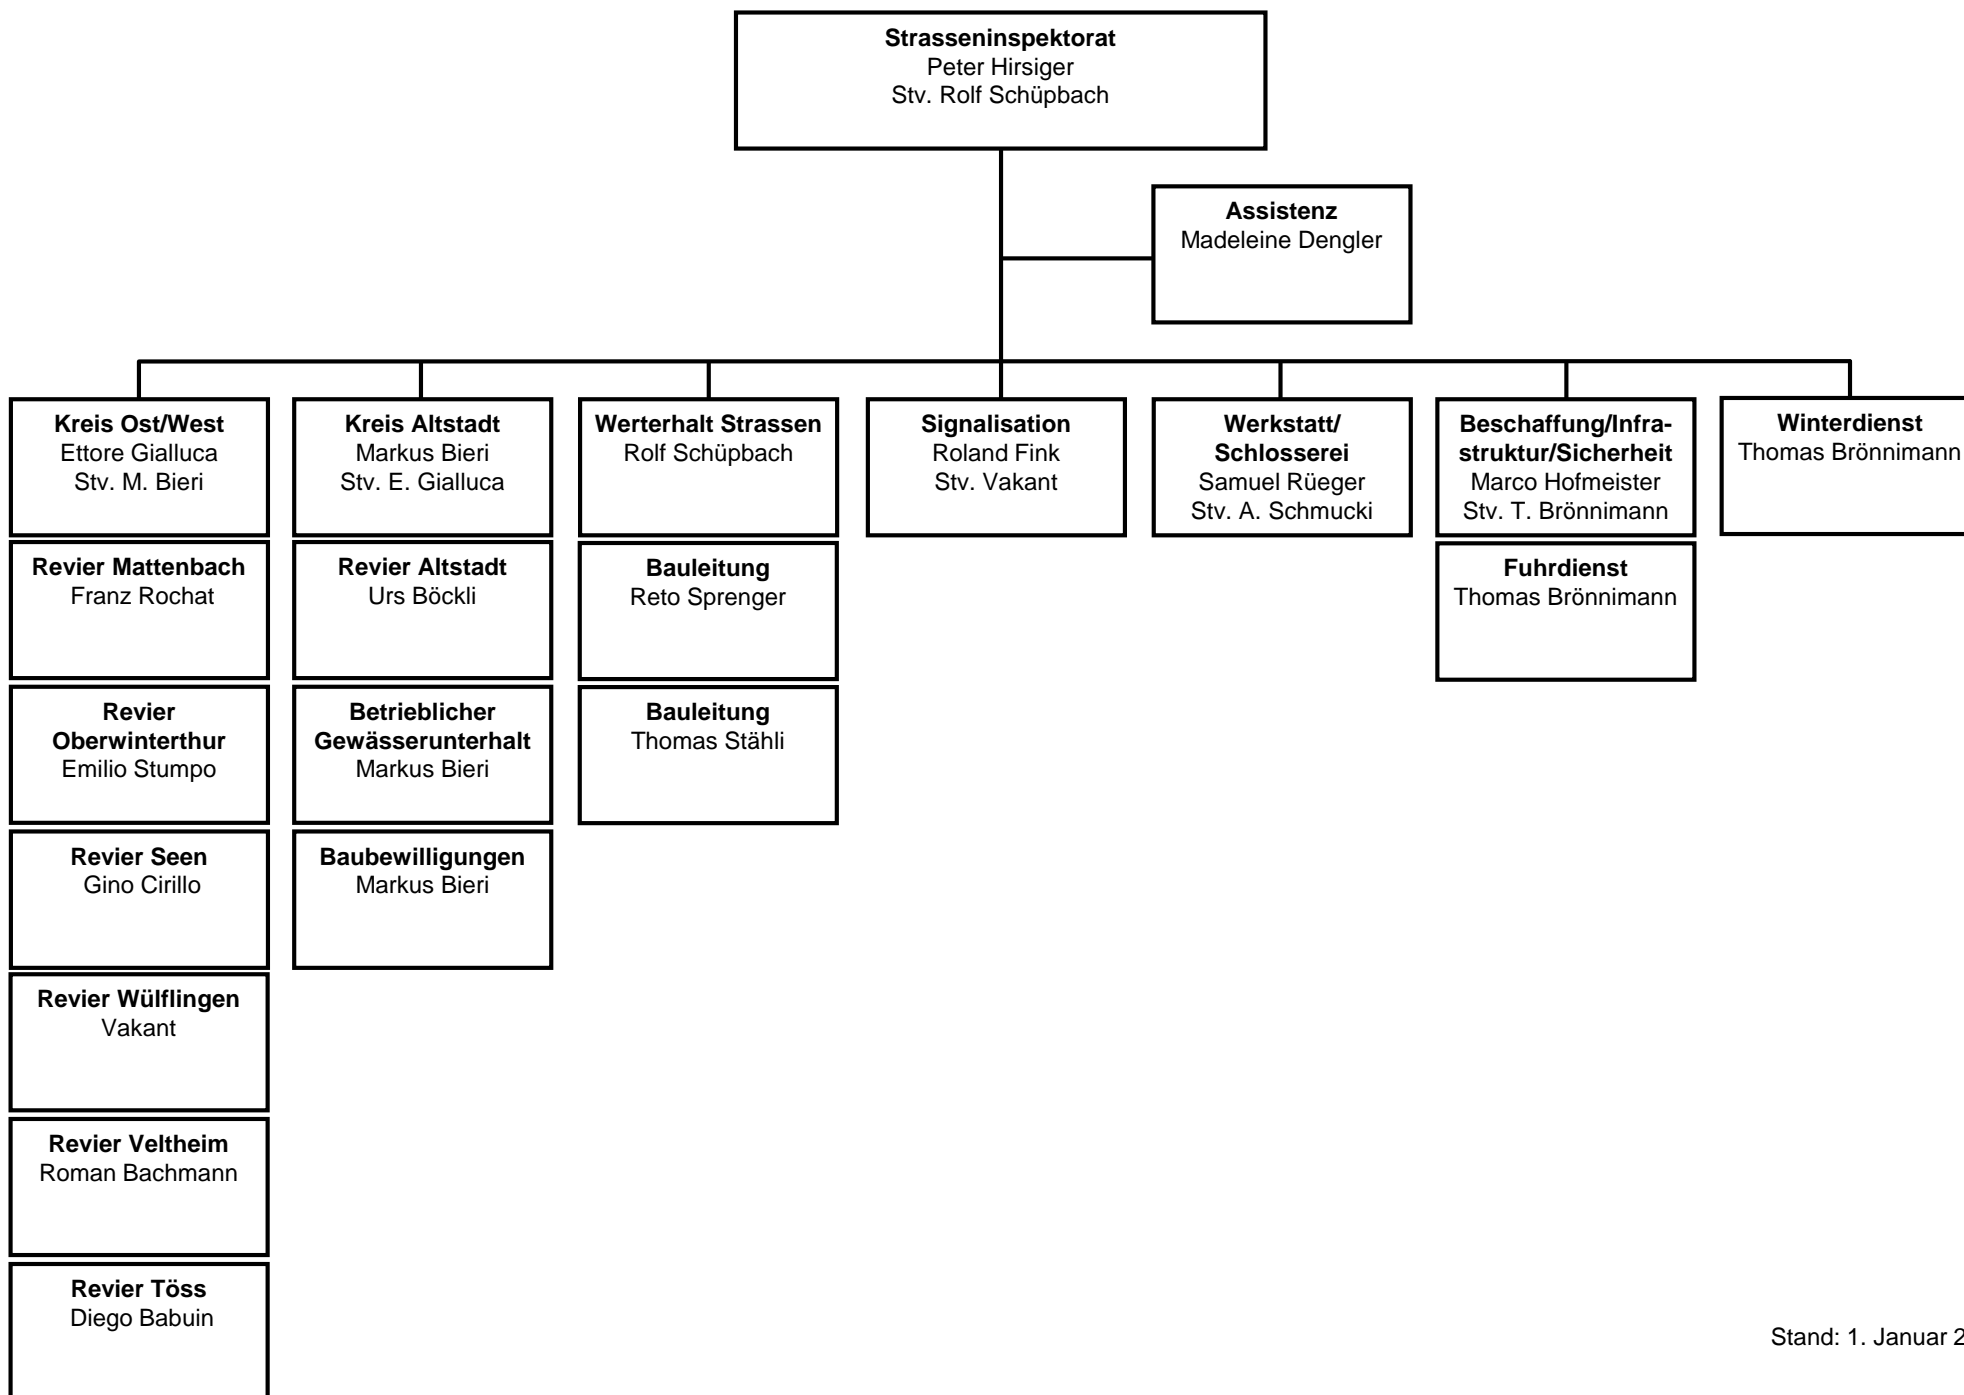 Strasseninspektorat
Peter Hirsiger
Stv. Rolf Schüpbach
Assistenz
Madeleine Dengler
Kreis Ost/West
Ettore Gialluca
Stv. M. Bieri
Revier Mattenbach
Franz Rochat
Revier
Oberwinterthur
Emilio Stumpo
Revier Seen
Gino Cirillo
Revier Wülflingen
Vakant
Revier Veltheim
Roman Bachmann
Revier Töss
Diego Babuin
Kreis Altstadt
Markus Bieri
Stv. E. Gialluca
Revier Altstadt
Urs Böckli
Betrieblicher
Gewässerunterhalt
Markus Bieri
Baubewilligungen
Markus Bieri
Werterhalt Strassen
Rolf Schüpbach
Bauleitung
Reto Sprenger
Bauleitung
Thomas Stähli
Signalisation
Roland Fink
Stv. Vakant
Werkstatt/
Schlosserei
Samuel Rüeger
Stv. A. Schmucki
Beschaffung/Infra-
struktur/Sicherheit
Marco Hofmeister
Stv. T. Brönnimann
Fuhrdienst
Thomas Brönnimann
Winterdienst
Thomas Brönnimann
Stand: 1. Januar 2